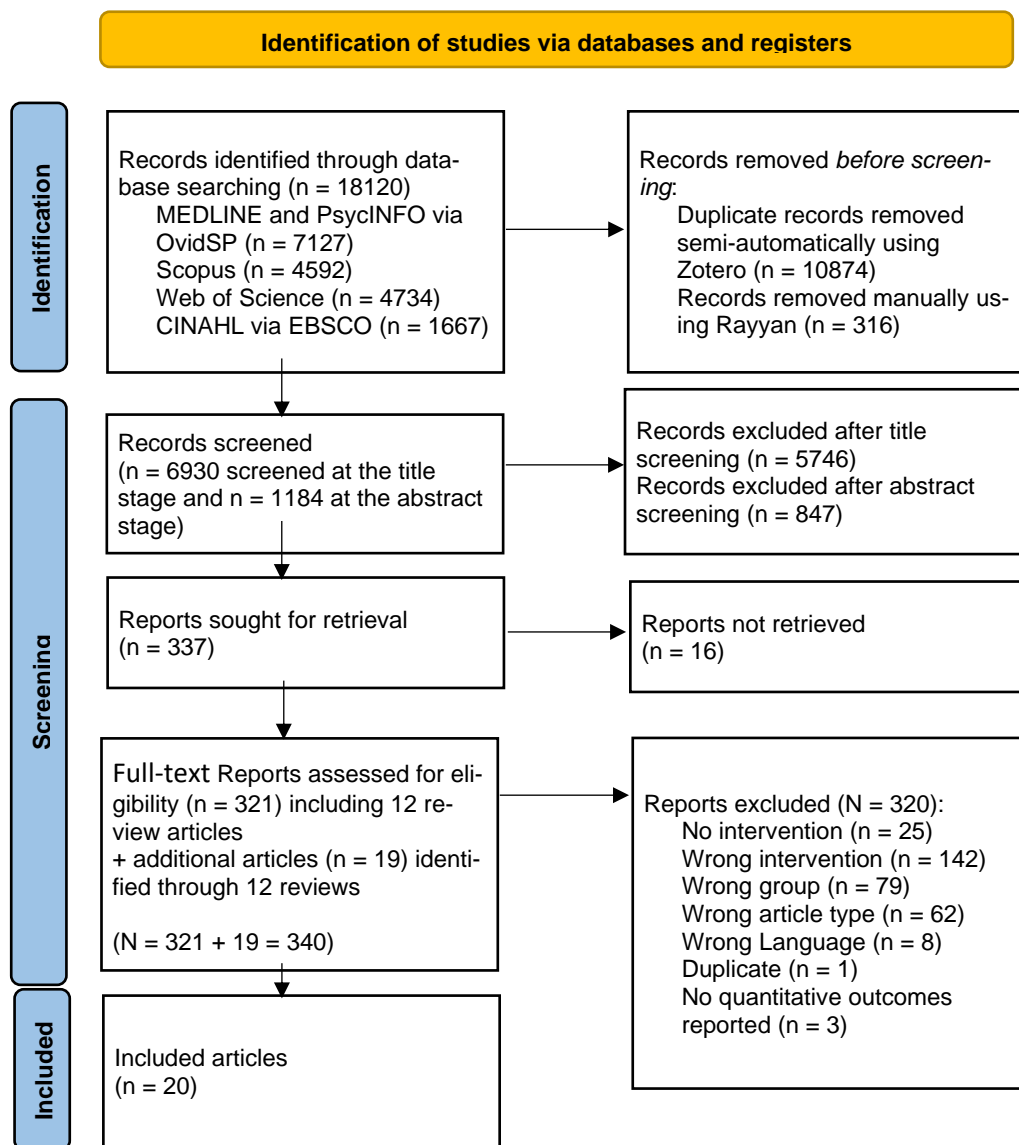 Identification of studies via databases and registers
Identification
Records identified through data-
base searching (n = 18120)
MEDLINE and PsycINFO via
OvidSP (n = 7127)
Scopus (n = 4592)
Web of Science (n = 4734)
CINAHL via EBSCO (n = 1667)
Records removed before screen-
ing:
Duplicate records removed
semi-automatically using
Zotero (n = 10874)
Records removed manually us-
ing Rayyan (n = 316)
Screening
Records screened
(n = 6930 screened at the title
stage and n = 1184 at the abstract
stage)
Records excluded after title
screening (n = 5746)
Records excluded after abstract
screening (n = 847)
Reports sought for retrieval
(n = 337)
Reports not retrieved
(n = 16)
Full-text Reports assessed for eli-
gibility (n = 321) including 12 re-
view articles
+ additional articles (n = 19) identi-
fied through 12 reviews
(N = 321 + 19 = 340)
Reports excluded (N = 320):
No intervention (n = 25)
Wrong intervention (n = 142)
Wrong group (n = 79)
Wrong article type (n = 62)
Wrong Language (n = 8)
Duplicate (n = 1)
No quantitative outcomes
reported (n = 3)
Included
Included articles
(n = 20)